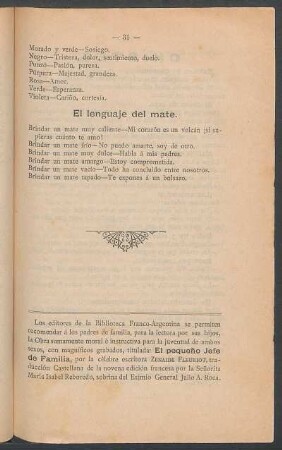 — 31 —
Morado y verde—Sosiego.
Negro—Tristeza, dolor, sentimiento, duelo.
Punzó—Pasión, pureza.
Púrpura—Majestad, grandeza.
Rosa—Amor.
Verde—Esperanza.
Violeta—Cariño, cortesía.
El lenguaje del mate.
Brindar un mate muy caliente—Mi corazón es un volcán ¡si su-
pieras cuánto te amo!
Brindar un mate frío—No puedo amarte, soy de otro.
Brindar un mate muy dulce—Habla á mis padres.
Brindar un mate amargo—Estoy comprometida.
Brindar un mate vacío—Todo ha concluido entre nosotros.
Brindar un mate tapado—Te expones á un bolazo.
Los editores de la Biblioteca Franco-Argentina se permiten
recomendar á los padres de familia, para la lectura por sus hijos,
la Obra sumamente moral é instructiva para la juventud de ambos
sexos, con magníficos grabados, titulada: El pequeño Jefe
de Familia, por la célebre escritora ZENAIDE FLEURIOT, tra-
ducción Castellana de la novena edición francesa por la Señorita
María Isabel Reborado, sobrina del Eximio General Julio A. Roca.